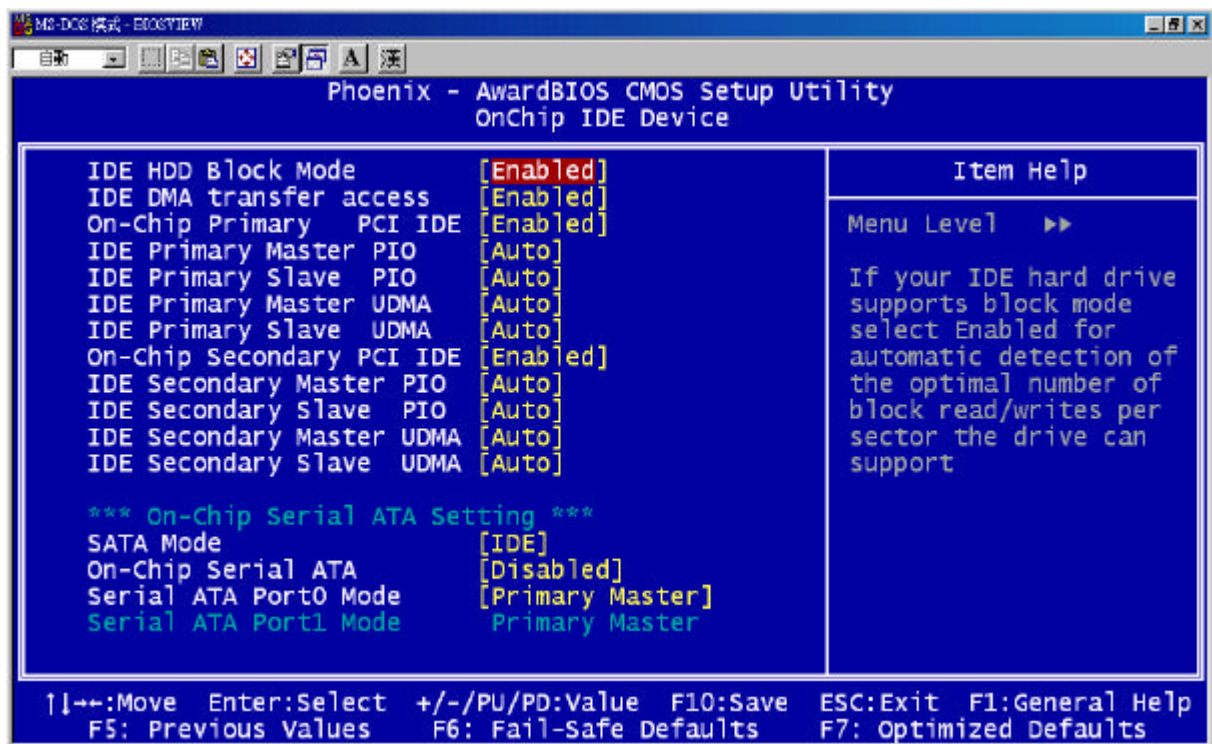 MS-DOS 模式 - BIOSVIEW
自動
A
Phoenix - AwardBIOS CMOS Setup Utility
OnChip IDE Device
IDE HDD Block Mode [Enabled]
IDE DMA transfer access [Enabled]
On-Chip Primary PCI IDE [Enabled]
IDE Primary Master PIO [Auto]
IDE Primary Slave PIO [Auto]
IDE Primary Master UDMA [Auto]
IDE Primary Slave UDMA [Auto]
On-Chip Secondary PCI IDE [Enabled]
IDE Secondary Master PIO [Auto]
IDE Secondary Slave PIO [Auto]
IDE Secondary Master UDMA [Auto]
IDE Secondary Slave UDMA [Auto]
*** On-Chip Serial ATA Setting ***
SATA Mode [IDE]
On-Chip Serial ATA [Disabled]
Serial ATA Port0 Mode [Primary Master]
Serial ATA Port1 Mode Primary Master
Item Help
Menu Level ▶▶
If your IDE hard drive
supports block mode
select Enabled for
automatic detection of
the optimal number of
block read/writes per
sector the drive can
support
↑↓→←:Move Enter:Select +/-/PU/PD:Value F10:Save ESC:Exit F1:General Help
F5: Previous Values F6: Fail-Safe Defaults F7: Optimized Defaults